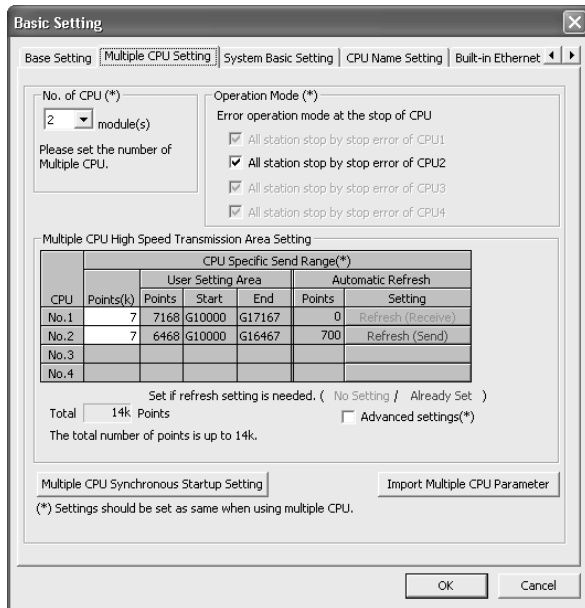 Basic Setting
Base Setting Multiple CPU Setting System Basic Setting CPU Name Setting Built-in Ethernet
No. of CPU (*)
2 module(s)
Please set the number of
Multiple CPU.
Operation Mode (*)
Error operation mode at the stop of CPU
All station stop by stop error of CPU1
All station stop by stop error of CPU2
All station stop by stop error of CPU3
All station stop by stop error of CPU4
Multiple CPU High Speed Transmission Area Setting
CPU Specific Send Range(*)
User Setting Area Automatic Refresh
CPU Points(k) Points Start End Points Setting
No.1 7 7168 G10000 G17167 0 Refresh (Receive)
No.2 7 6468 G10000 G16467 700 Refresh (Send)
No.3
No.4
Set if refresh setting is needed. ( No Setting / Already Set )
Total 14k Points Advanced settings(*)
The total number of points is up to 14k.
Multiple CPU Synchronous Startup Setting Import Multiple CPU Parameter
(*) Settings should be set as same when using multiple CPU.
OK Cancel